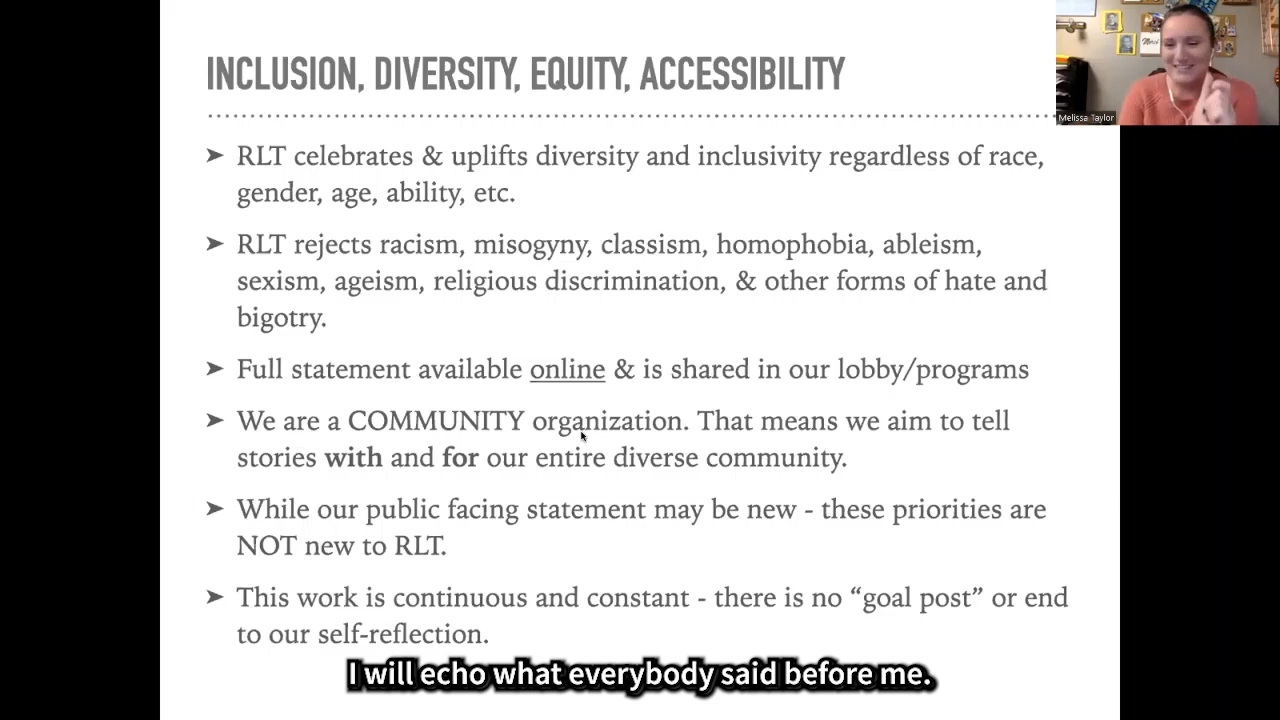 INCLUSION, DIVERSITY, EQUITY, ACCESSIBILITY
Melissa Taylor
➤ RLT celebrates & uplifts diversity and inclusivity regardless of race,
gender, age, ability, etc.
➤ RLT rejects racism, misogyny, classism, homophobia, ableism,
sexism, ageism, religious discrimination, & other forms of hate and
bigotry.
➤ Full statement available online & is shared in our lobby/programs
➤ We are a COMMUNITY organization. That means we aim to tell
stories with and for our entire diverse community.
➤ While our public facing statement may be new - these priorities are
NOT new to RLT.
➤ This work is continuous and constant - there is no “goal post” or end
to our self-reflection.
I will echo what everybody said before me.